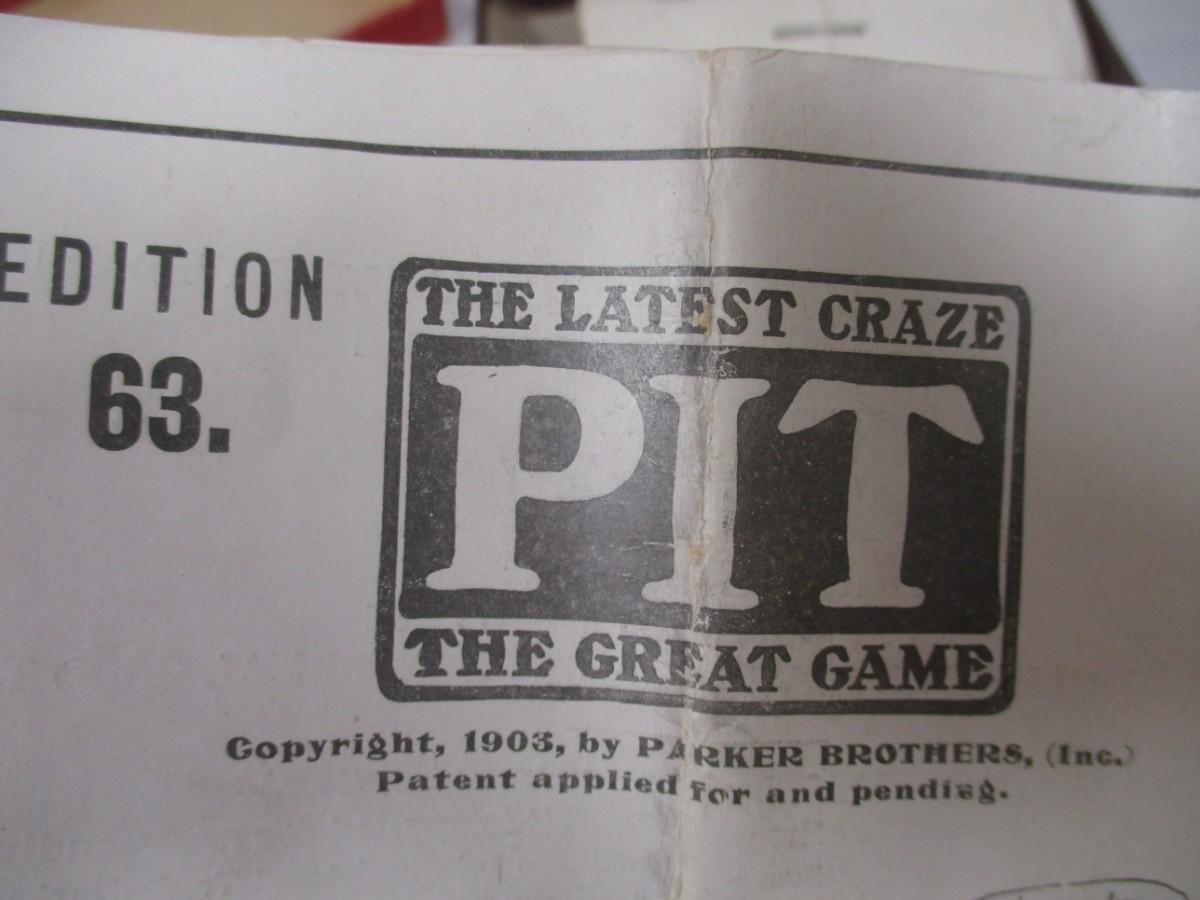 EDITION
63.
THE LATEST CRAZE
PIT
THE GREAT GAME
Copyright, 1903, by PARKER BROTHERS, (Inc.)
Patent applied for and pending.